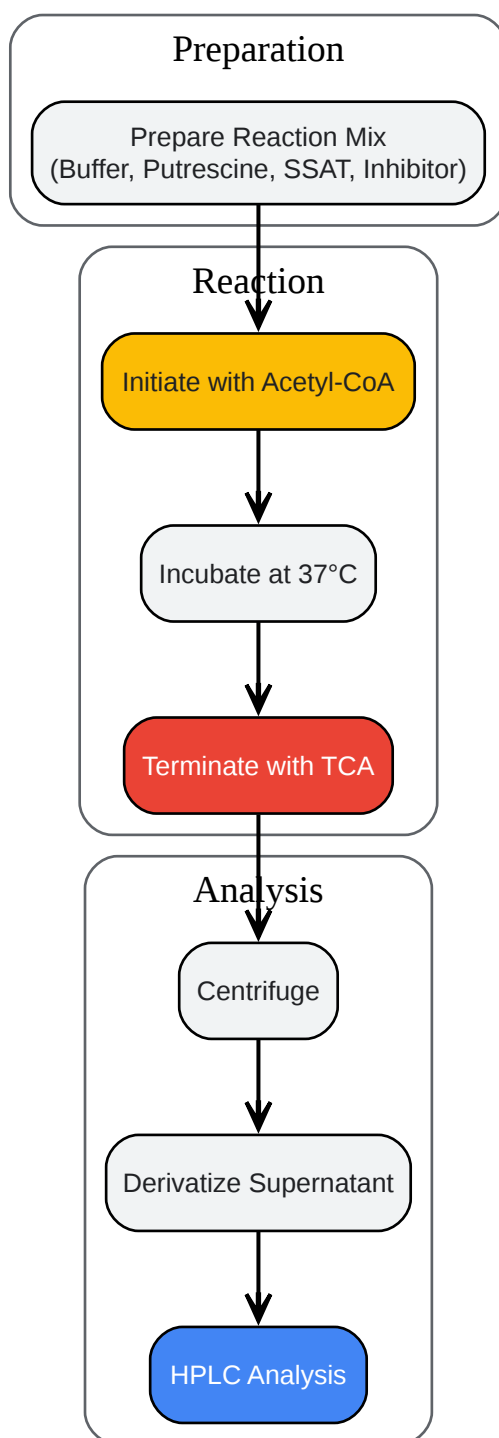 Preparation
Prepare Reaction Mix
(Buffer, Putrescine, SSAT, Inhibitor)
Reaction
Initiate with Acetyl-CoA
Incubate at 37°C
Terminate with TCA
Analysis
Centrifuge
Derivatize Supernatant
HPLC Analysis